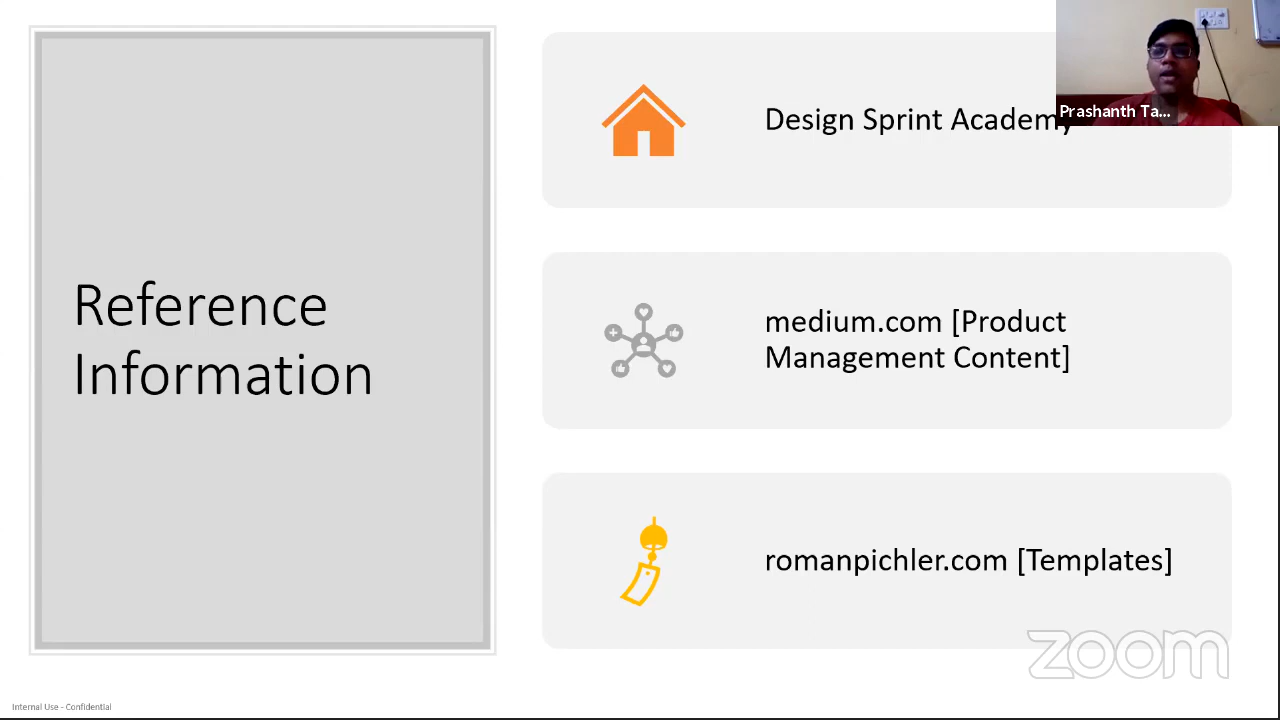 Reference
Information
Design Sprint Academy
medium.com [Product
Management Content]
romanpichler.com [Templates]
Prashanth Ta...
zoom
Internal Use - Confidential